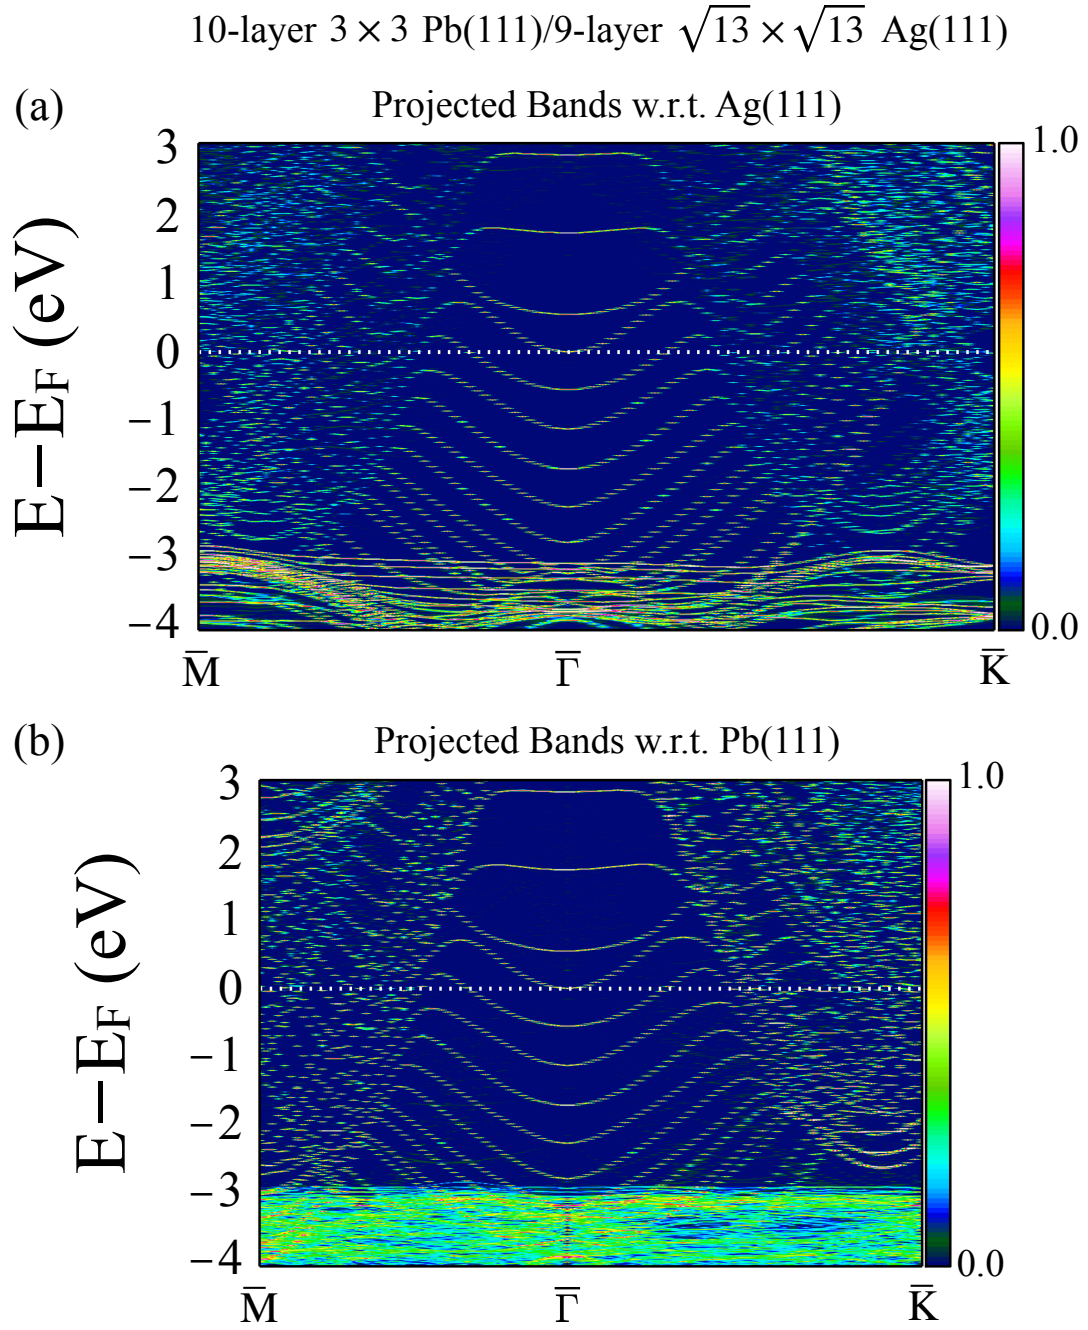 10-layer 3 × 3 Pb(111)/9-layer √13 × √13 Ag(111)
(a)
Projected Bands w.r.t. Ag(111)
E−E_F (eV)
3
2
1
0
−1
−2
−3
−4
M̅
Γ̅
K̅
1.0
0.0
(b)
Projected Bands w.r.t. Pb(111)
E−E_F (eV)
3
2
1
0
−1
−2
−3
−4
M̅
Γ̅
K̅
1.0
0.0